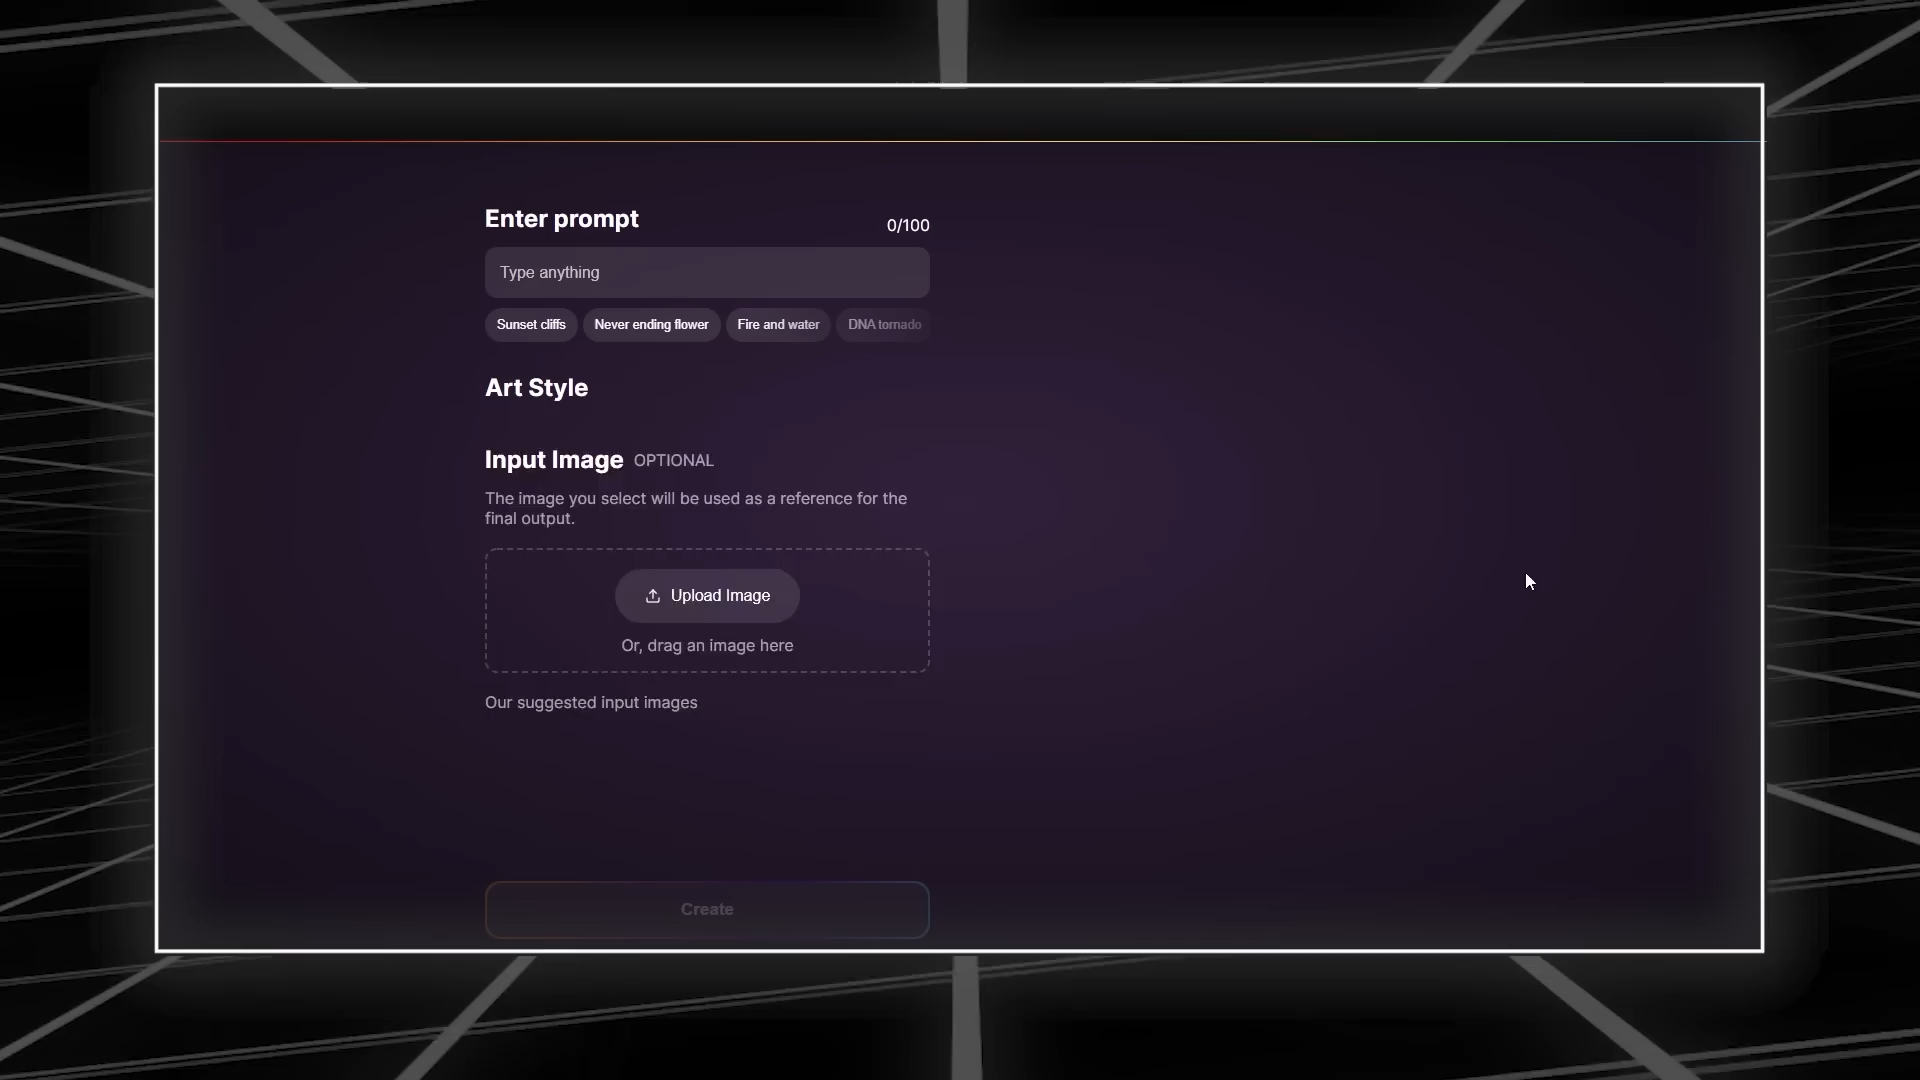 Enter prompt
0/100
Type anything
Sunset cliffs
Never ending flower
Fire and water
DNA tornado
Art Style
Input Image OPTIONAL
The image you select will be used as a reference for the
final output.
Upload Image
Or, drag an image here
Our suggested input images
Create